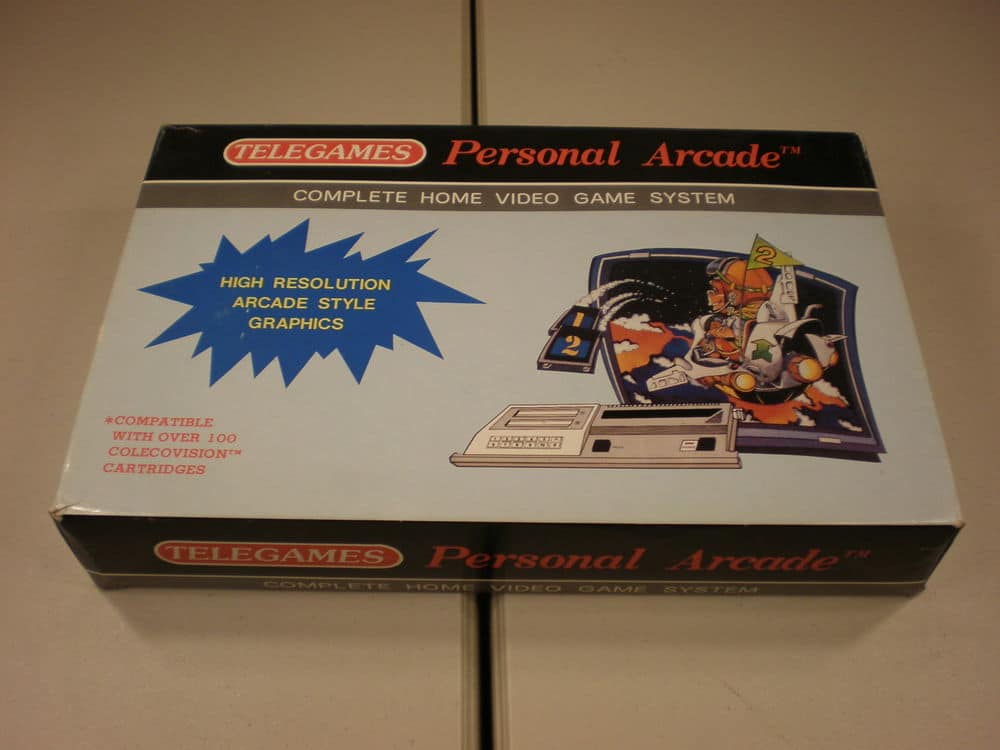 TELEGAMES Personal Arcade™
COMPLETE HOME VIDEO GAME SYSTEM
HIGH RESOLUTION
ARCADE STYLE
GRAPHICS
2
1
2
1
*COMPATIBLE
WITH OVER 100
COLECOVISION™
CARTRIDGES
TELEGAMES Personal Arcade™
COMPLETE HOME VIDEO GAME SYSTEM